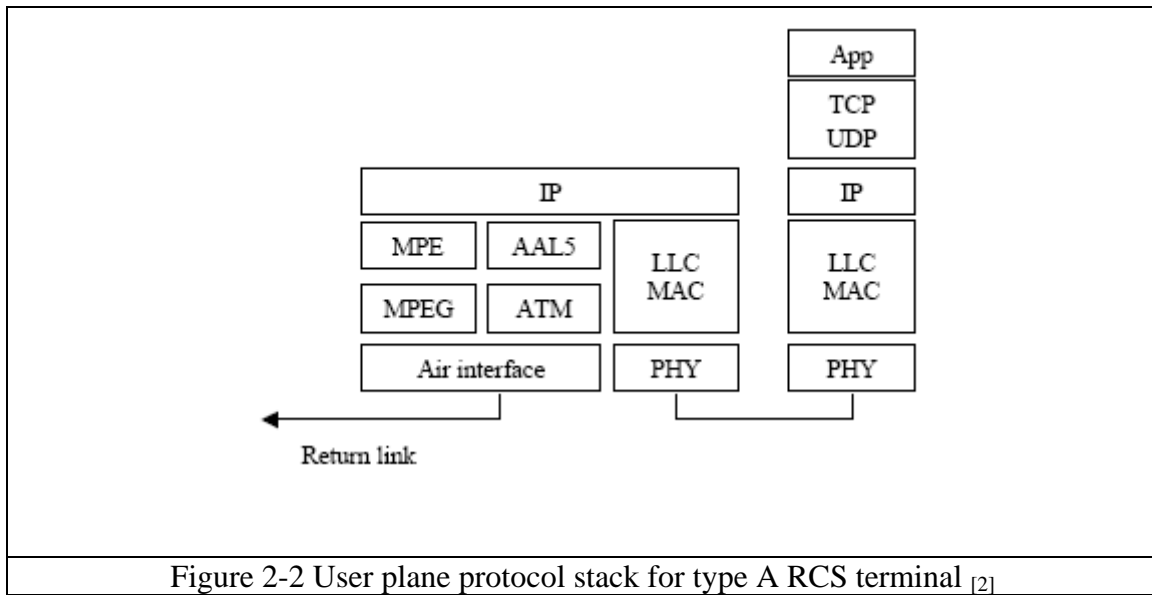 App
TCP
UDP
IP IP
MPE AAL5 LLC LLC
MAC MAC
MPEG ATM
Air interface PHY PHY
Return link
Figure 2-2 User plane protocol stack for type A RCS terminal [2]